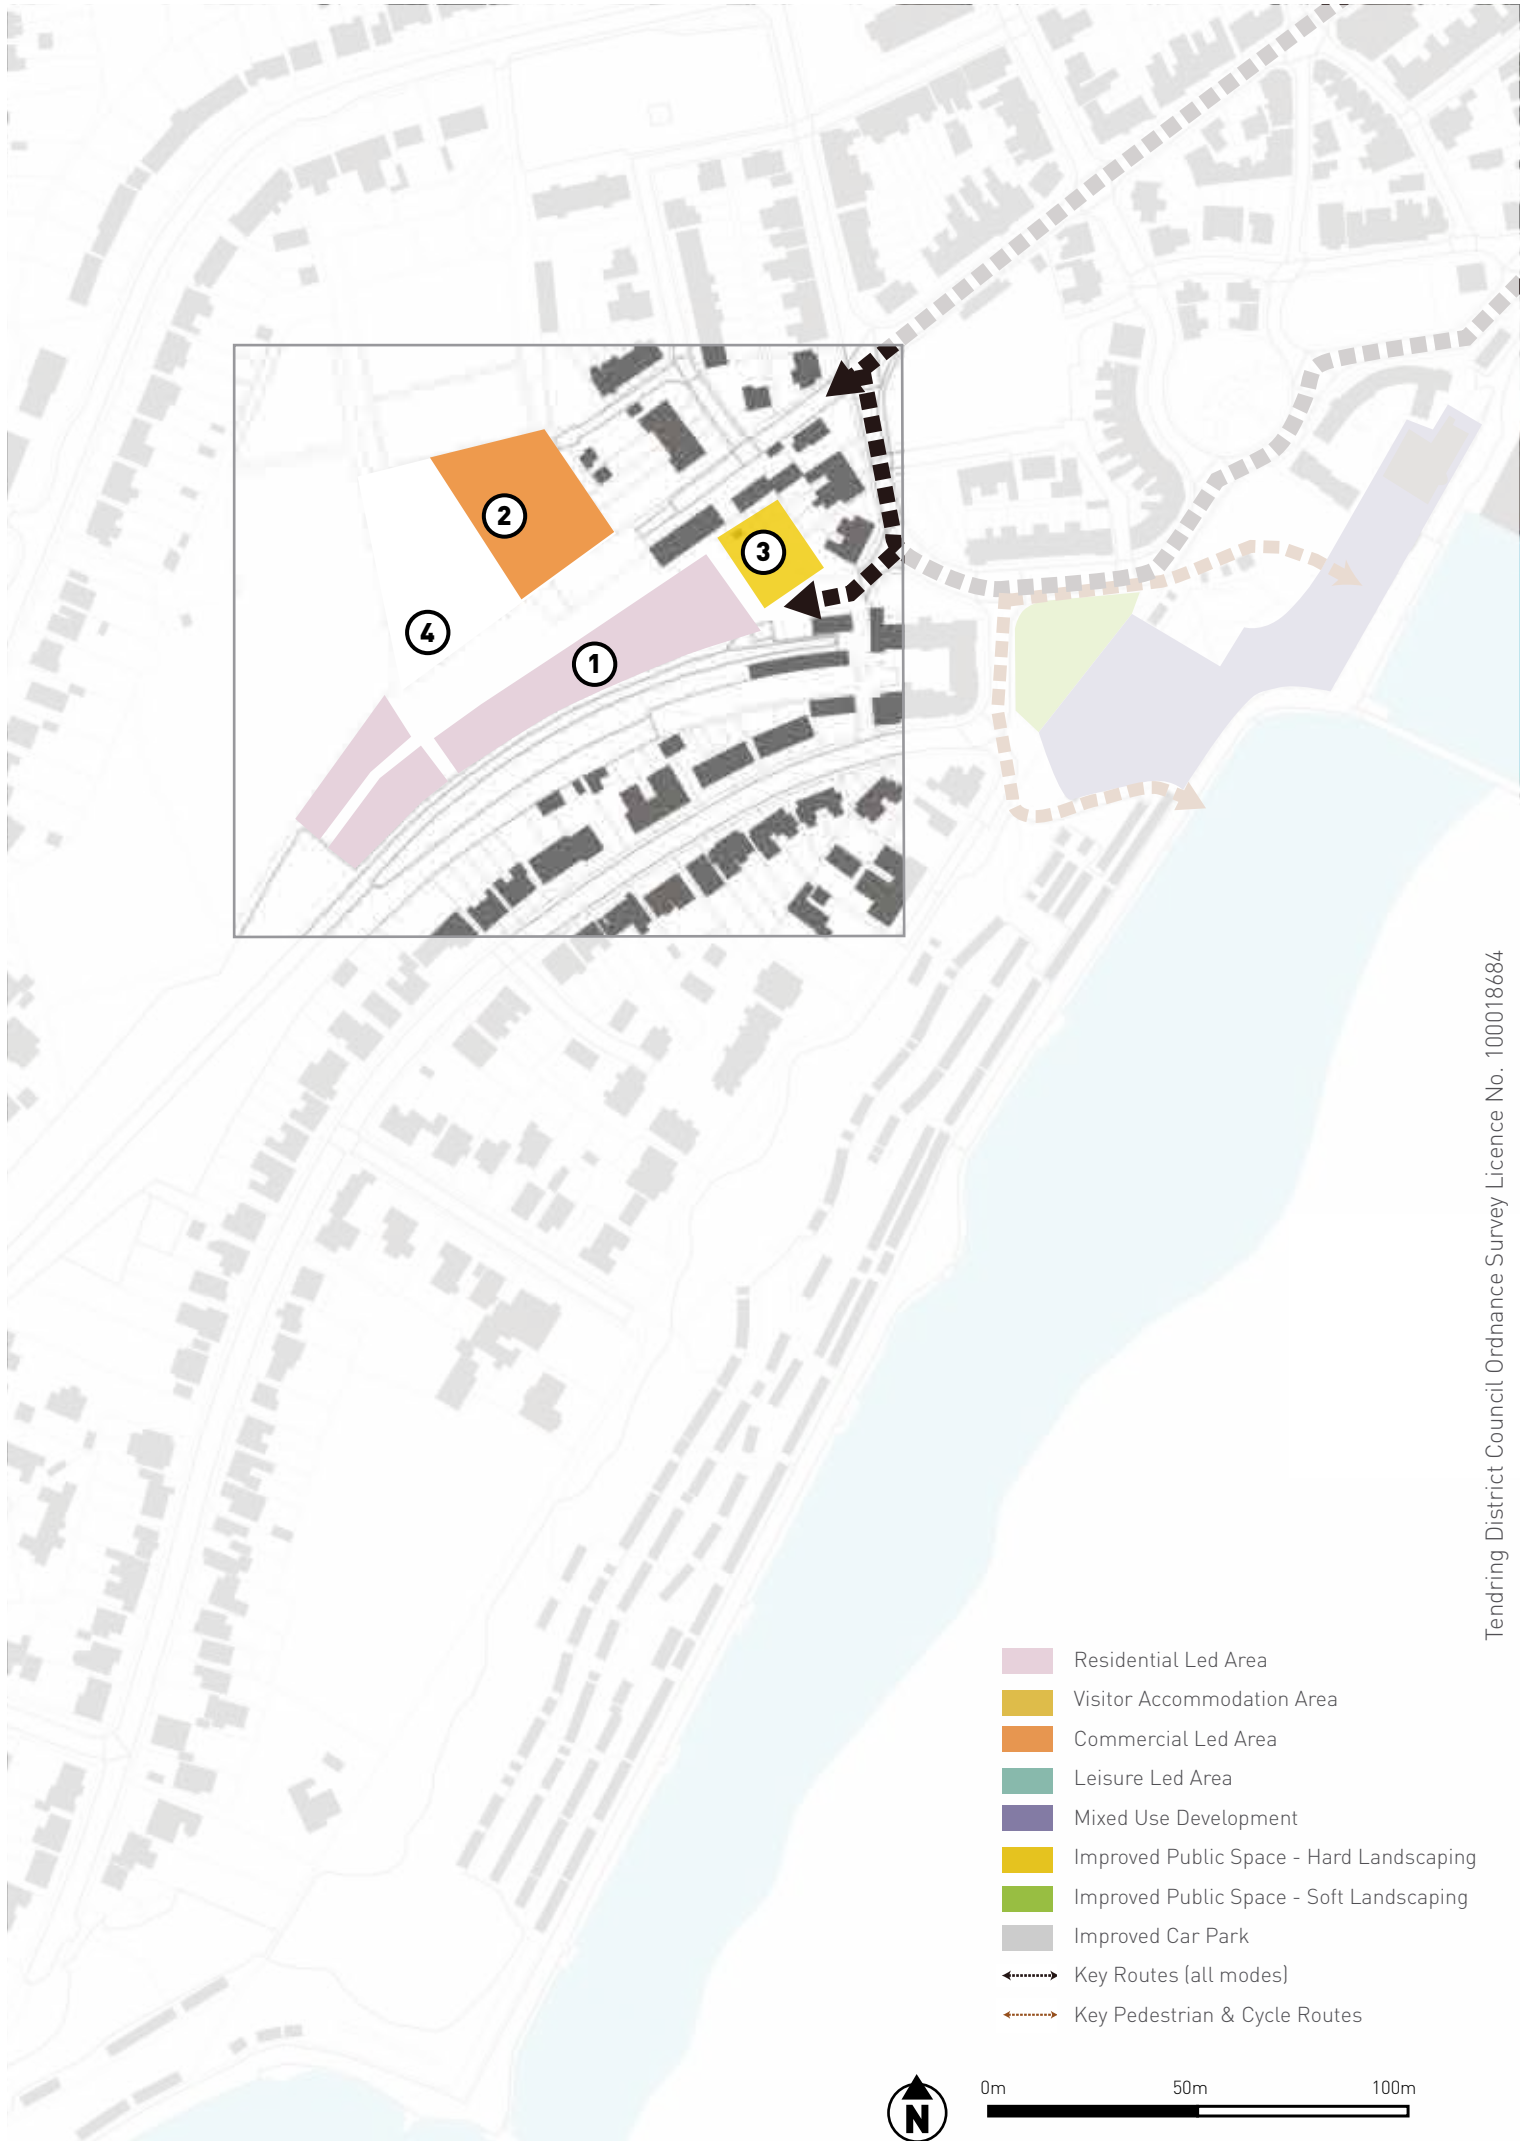 2
3
4
1
Tendring District Council Ordnance Survey Licence No. 100018684
Residential Led Area
Visitor Accommodation Area
Commercial Led Area
Leisure Led Area
Mixed Use Development
Improved Public Space - Hard Landscaping
Improved Public Space - Soft Landscaping
Improved Car Park
Key Routes (all modes)
Key Pedestrian & Cycle Routes
0m 50m 100m
N